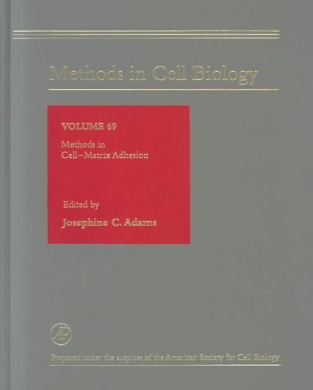 Methods in Cell Biology
VOLUME 69
Methods in
Cell–Matrix Adhesion
Edited by
Josephine C. Adams
Prepared under the auspices of the American Society for Cell Biology